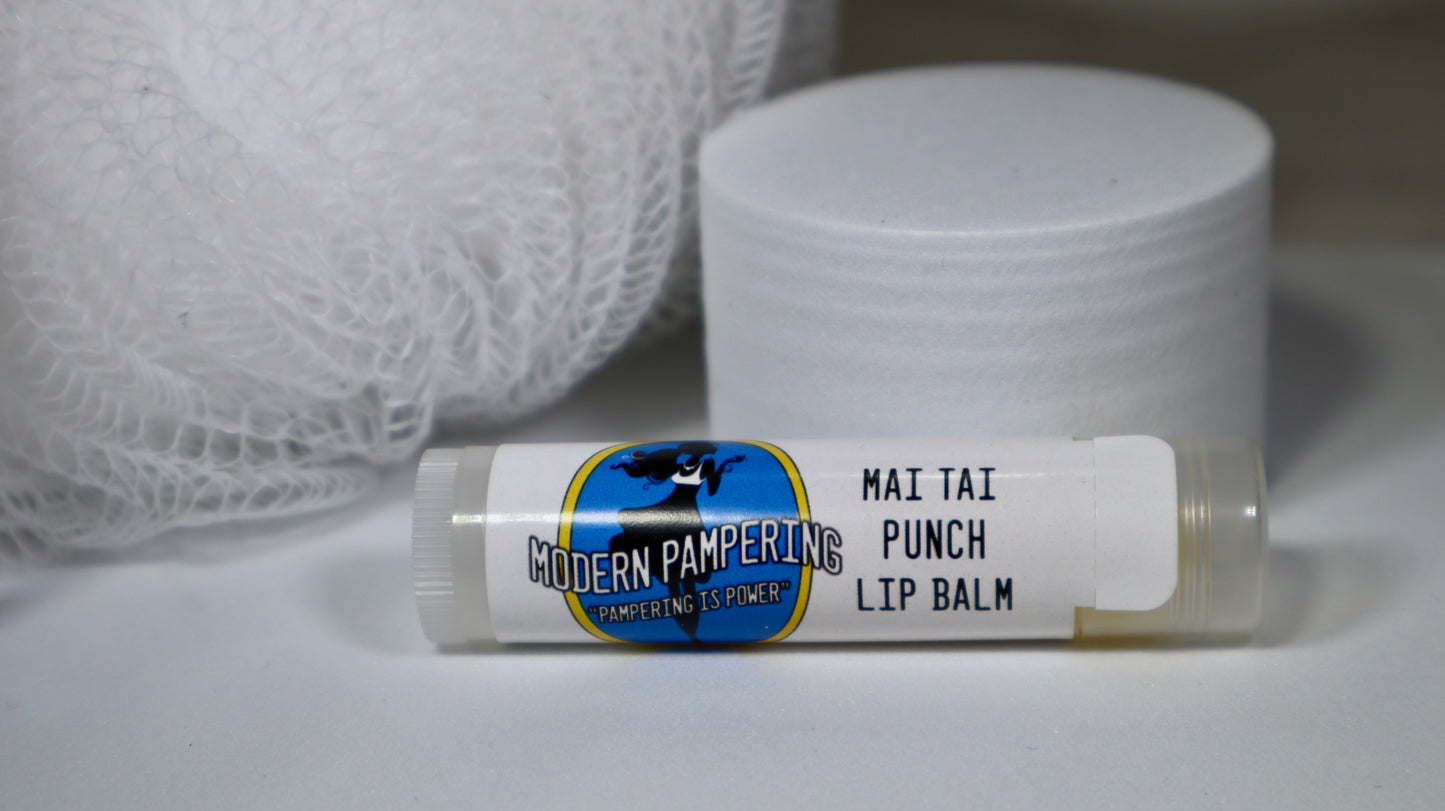 MODERN PAMPERING
"PAMPERING IS POWER"
MAI TAI
PUNCH
LIP BALM